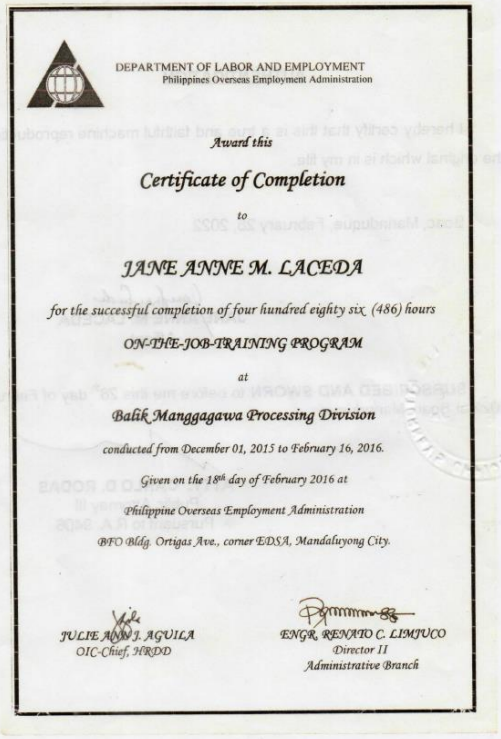 DEPARTMENT OF LABOR AND EMPLOYMENT
Philippines Overseas Employment Administration
Award this
Certificate of Completion
to
JANE ANNE M. LACEDA
for the successful completion of four hundred eighty six (486) hours
ON-THE-JOB-TRAINING PROGRAM
at
Balik Manggagawa Processing Division
conducted from December 01, 2015 to February 16, 2016.
Given on the 18th day of February 2016 at
Philippine Overseas Employment Administration
BFO Bldg. Ortigas Ave., corner EDSA, Mandaluyong City.
JULIE ANN J. AGUILA
OIC-Chief, HRDD
ENGR. RENATO C. LIMJUCO
Director II
Administrative Branch